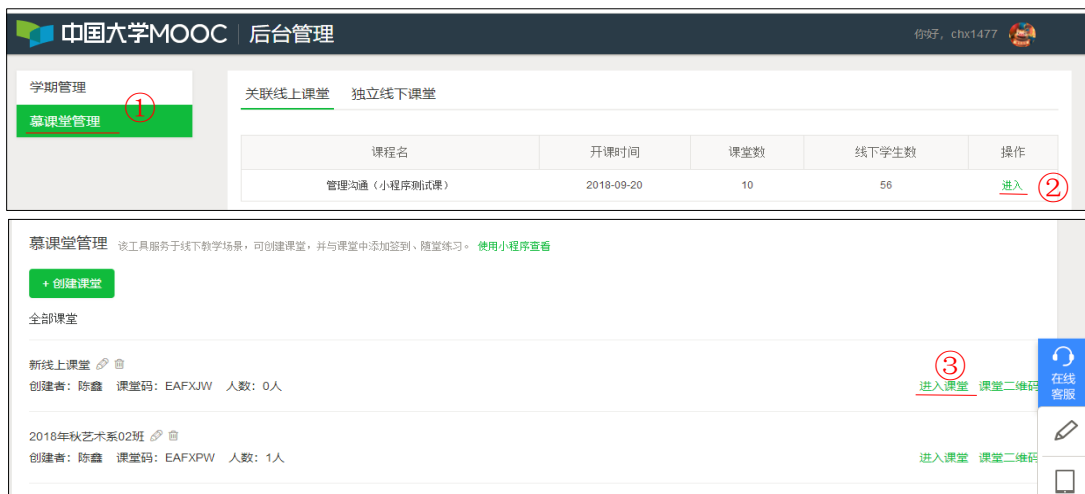 中国大学MOOC 后台管理 你好，chx1477
学期管理
慕课堂管理 ①
关联线上课堂 独立线下课堂
课程名 开课时间 课堂数 线下学生数 操作
管理沟通（小程序测试课） 2018-09-20 10 56 进入 ②
慕课堂管理 该工具服务于线下教学场景，可创建课堂，并与课堂中添加签到、随堂练习。 使用小程序查看
+ 创建课堂
全部课堂
新线上课堂
创建者：陈鑫 课堂码：EAFXJW 人数：0人
③
进入课堂 课堂二维码
在线
客服
2018年秋艺术系02班
创建者：陈鑫 课堂码：EAFXPW 人数：1人
进入课堂 课堂二维码